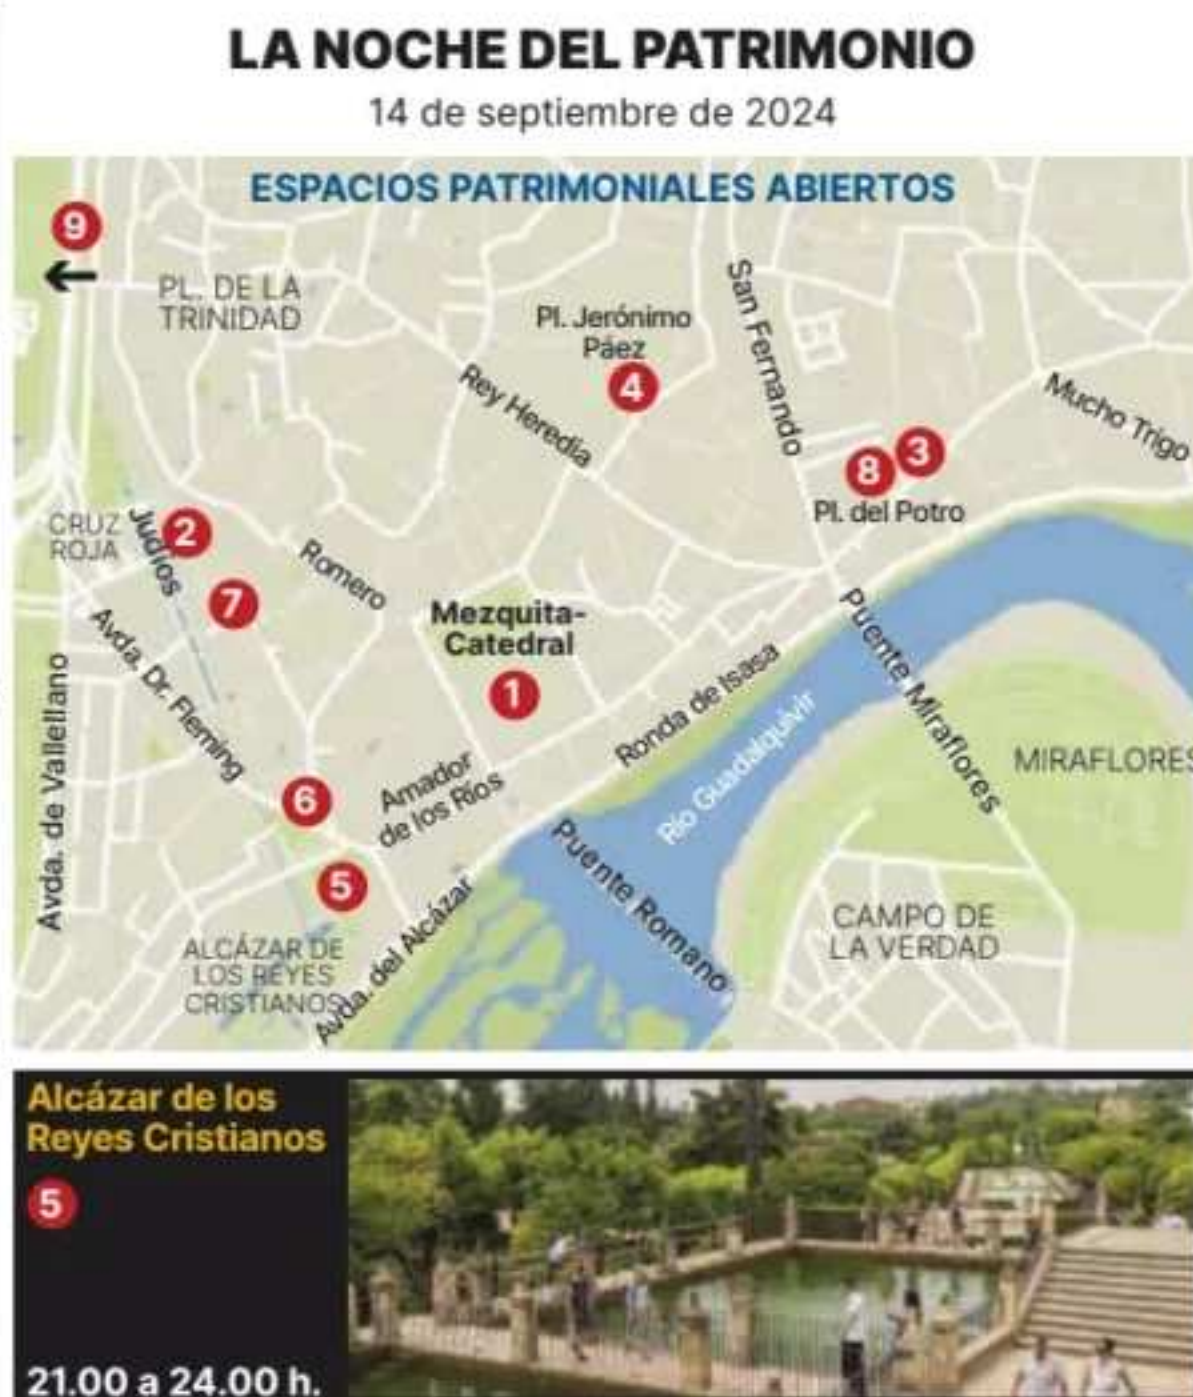 LA NOCHE DEL PATRIMONIO
14 de septiembre de 2024
ESPACIOS PATRIMONIALES ABIERTOS
9
PL. DE LA
TRINIDAD
Pl. Jerónimo
Páez
4
San Fernando
Rey Heredia
Mucho Trigo
8
3
Pl. del Potro
CRUZ
ROJA
Judíos
2
7
Romero
Mezquita-
Catedral
1
Avda. Dr. Fleming
Avda. de Vallellano
Ronda de Isasa
Río Guadalquivir
Puente Miraflores
MIRAFLORES
6
Amador
de los Ríos
5
Puente Romano
CAMPO DE
LA VERDAD
ALCÁZAR DE
LOS REYES
CRISTIANOS
Avda. del Alcázar
Alcázar de los
Reyes Cristianos
5
21.00 a 24.00 h.